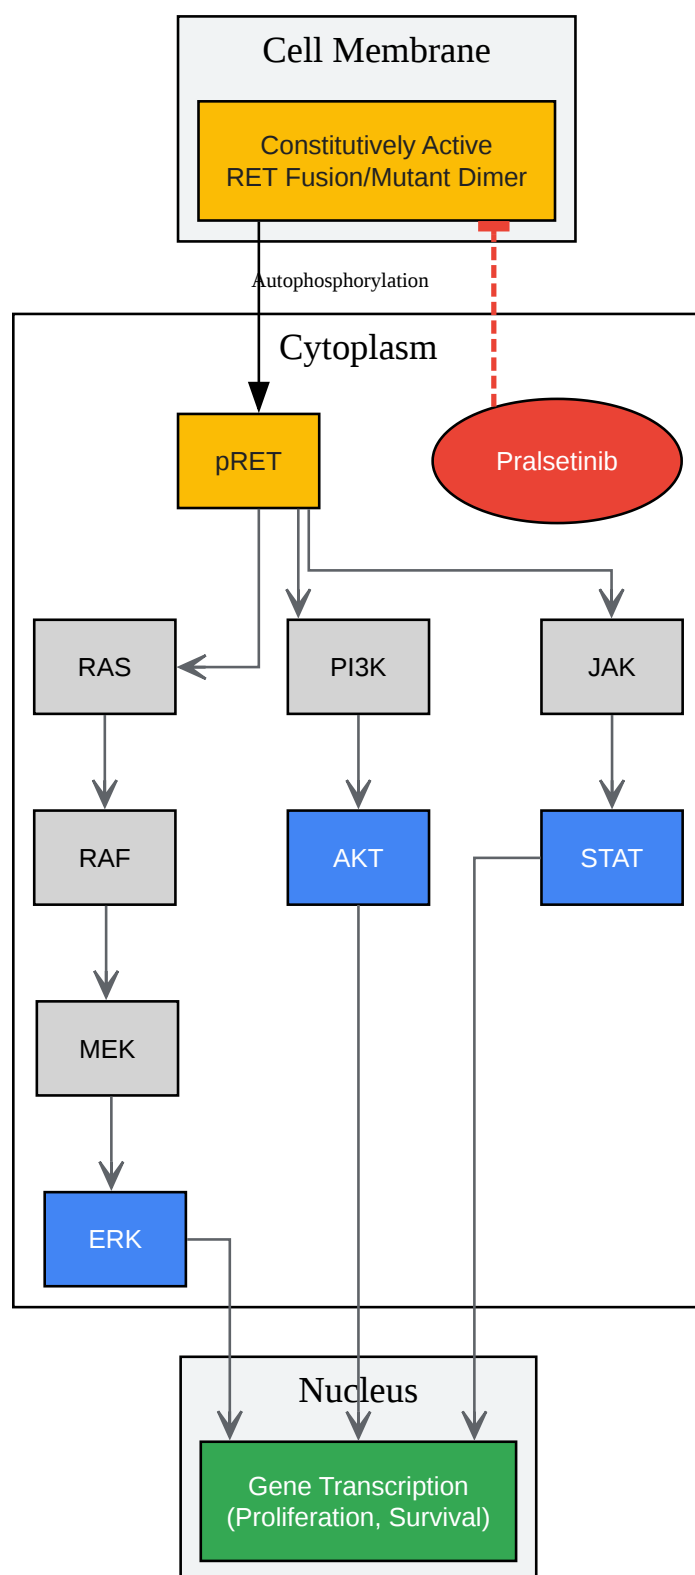 Cell Membrane
Constitutively Active
RET Fusion/Mutant Dimer
Autophosphorylation
Cytoplasm
pRET
Pralsetinib
RAS
PI3K
JAK
RAF
AKT
STAT
MEK
ERK
Nucleus
Gene Transcription
(Proliferation, Survival)